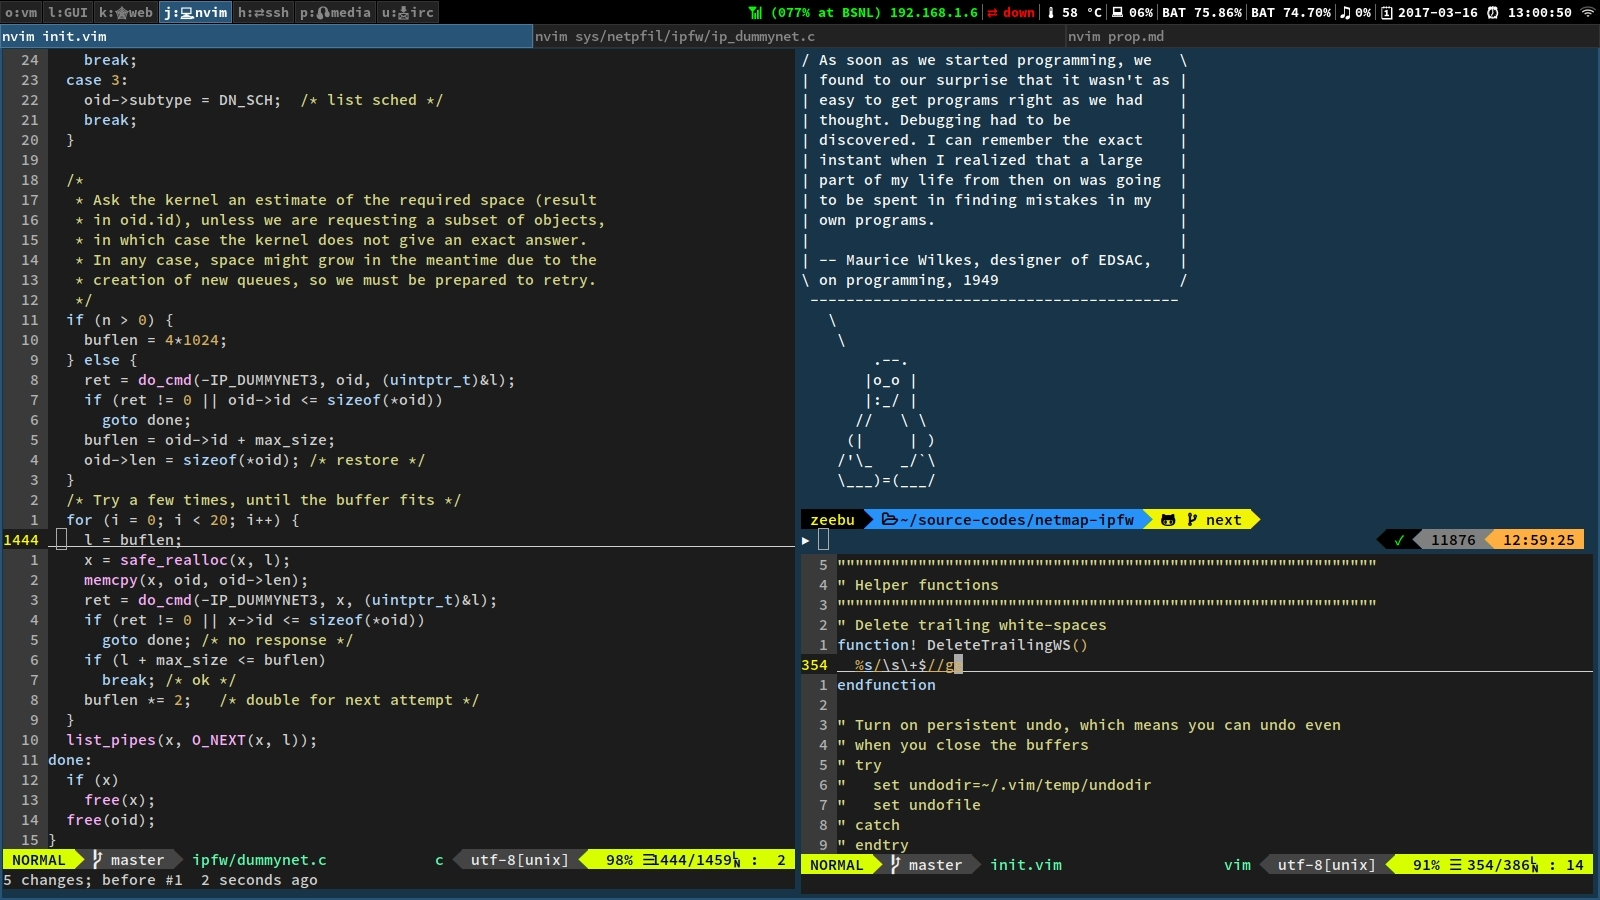 o:vm l:GUI k:web j:nvim h:ssh p:media u:irc (077% at BSNL) 192.168.1.6 down 58 °C 06% BAT 75.86% BAT 74.70% 0% 2017-03-16 13:00:50
nvim init.vim nvim sys/netpfil/ipfw/ip_dummynet.c nvim prop.md
24 break;
23 case 3:
22 oid->subtype = DN_SCH; /* list sched */
21 break;
20 }
19
18 /*
17 * Ask the kernel an estimate of the required space (result
16 * in oid.id), unless we are requesting a subset of objects,
15 * in which case the kernel does not give an exact answer.
14 * In any case, space might grow in the meantime due to the
13 * creation of new queues, so we must be prepared to retry.
12 */
11 if (n > 0) {
10 buflen = 4*1024;
9 } else {
8 ret = do_cmd(-IP_DUMMYNET3, oid, (uintptr_t)&l);
7 if (ret != 0 || oid->id <= sizeof(*oid))
6 goto done;
5 buflen = oid->id + max_size;
4 oid->len = sizeof(*oid); /* restore */
3 }
2 /* Try a few times, until the buffer fits */
1 for (i = 0; i < 20; i++) {
1444 l = buflen;
1 x = safe_realloc(x, l);
2 memcpy(x, oid, oid->len);
3 ret = do_cmd(-IP_DUMMYNET3, x, (uintptr_t)&l);
4 if (ret != 0 || x->id <= sizeof(*oid))
5 goto done; /* no response */
6 if (l + max_size <= buflen)
7 break; /* ok */
8 buflen *= 2; /* double for next attempt */
9 }
10 list_pipes(x, O_NEXT(x, l));
11 done:
12 if (x)
13 free(x);
14 free(oid);
15 }
NORMAL master ipfw/dummynet.c c utf-8[unix] 98% 1444/1459 : 2
5 changes; before #1 2 seconds ago
/ As soon as we started programming, we \
| found to our surprise that it wasn't as |
| easy to get programs right as we had |
| thought. Debugging had to be |
| discovered. I can remember the exact |
| instant when I realized that a large |
| part of my life from then on was going |
| to be spent in finding mistakes in my |
| own programs. |
| |
| -- Maurice Wilkes, designer of EDSAC, |
\ on programming, 1949 /
-----------------------------------------
\
\
.--.
|o_o |
|:_/ |
// \ \
(| | )
/'\_ _/`\
\___)=(___/
zeebu ~/source-codes/netmap-ipfw next
✓ 11876 12:59:25
5 """"""""""""""""""""""""""""""""""""""""""""""""""""""""""""
4 " Helper functions
3 """"""""""""""""""""""""""""""""""""""""""""""""""""""""""""
2 " Delete trailing white-spaces
1 function! DeleteTrailingWS()
354 %s/\s\+$//g
1 endfunction
2
3 " Turn on persistent undo, which means you can undo even
4 " when you close the buffers
5 " try
6 " set undodir=~/.vim/temp/undodir
7 " set undofile
8 " catch
9 " endtry
NORMAL master init.vim vim utf-8[unix] 91% 354/386 : 14